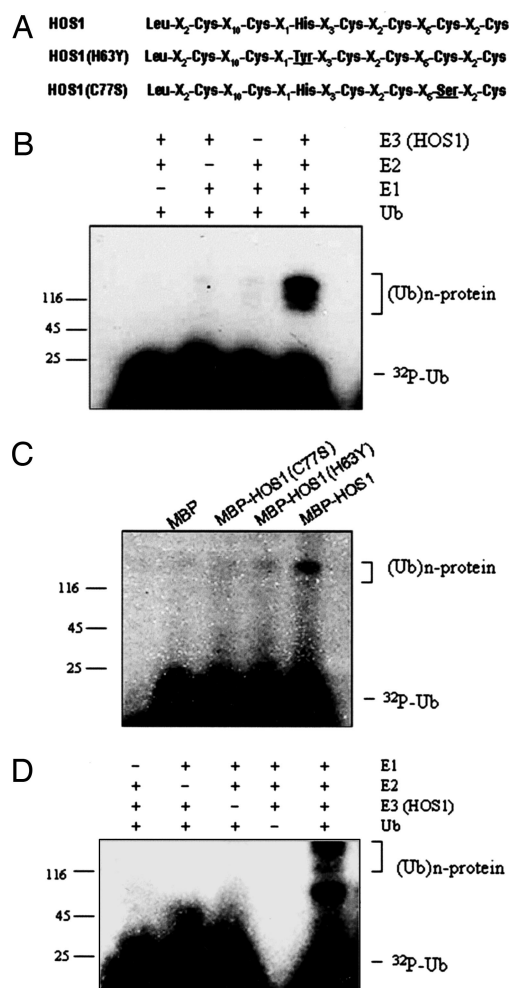 A
HOS1 Leu-X2-Cys-X10-Cys-X1-His-X3-Cys-X2-Cys-X6-Cys-X2-Cys
HOS1(H63Y) Leu-X2-Cys-X10-Cys-X1-Tyr-X3-Cys-X2-Cys-X6-Cys-X2-Cys
HOS1(C77S) Leu-X2-Cys-X10-Cys-X1-His-X3-Cys-X2-Cys-X6-Ser-X2-Cys
B
+ + – + E3 (HOS1)
+ – + + E2
– + + + E1
+ + + + Ub
116
45
25
(Ub)n-protein
32P-Ub
C
MBP
MBP-HOS1(C77S)
MBP-HOS1(H63Y)
MBP-HOS1
116
45
25
(Ub)n-protein
32P-Ub
D
– + + + + E1
+ – + + + E2
+ + – + + E3 (HOS1)
+ + + – + Ub
116
45
25
(Ub)n-protein
32P-Ub